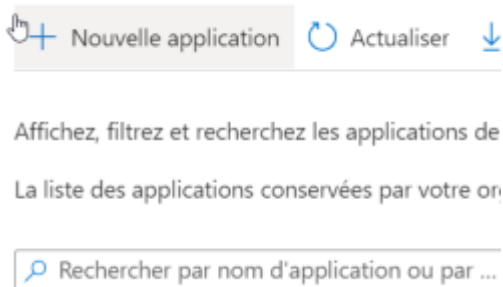 Nouvelle application Actualiser
Affichez, filtrez et recherchez les applications de
La liste des applications conservées par votre
Rechercher par nom d'application ou par ...